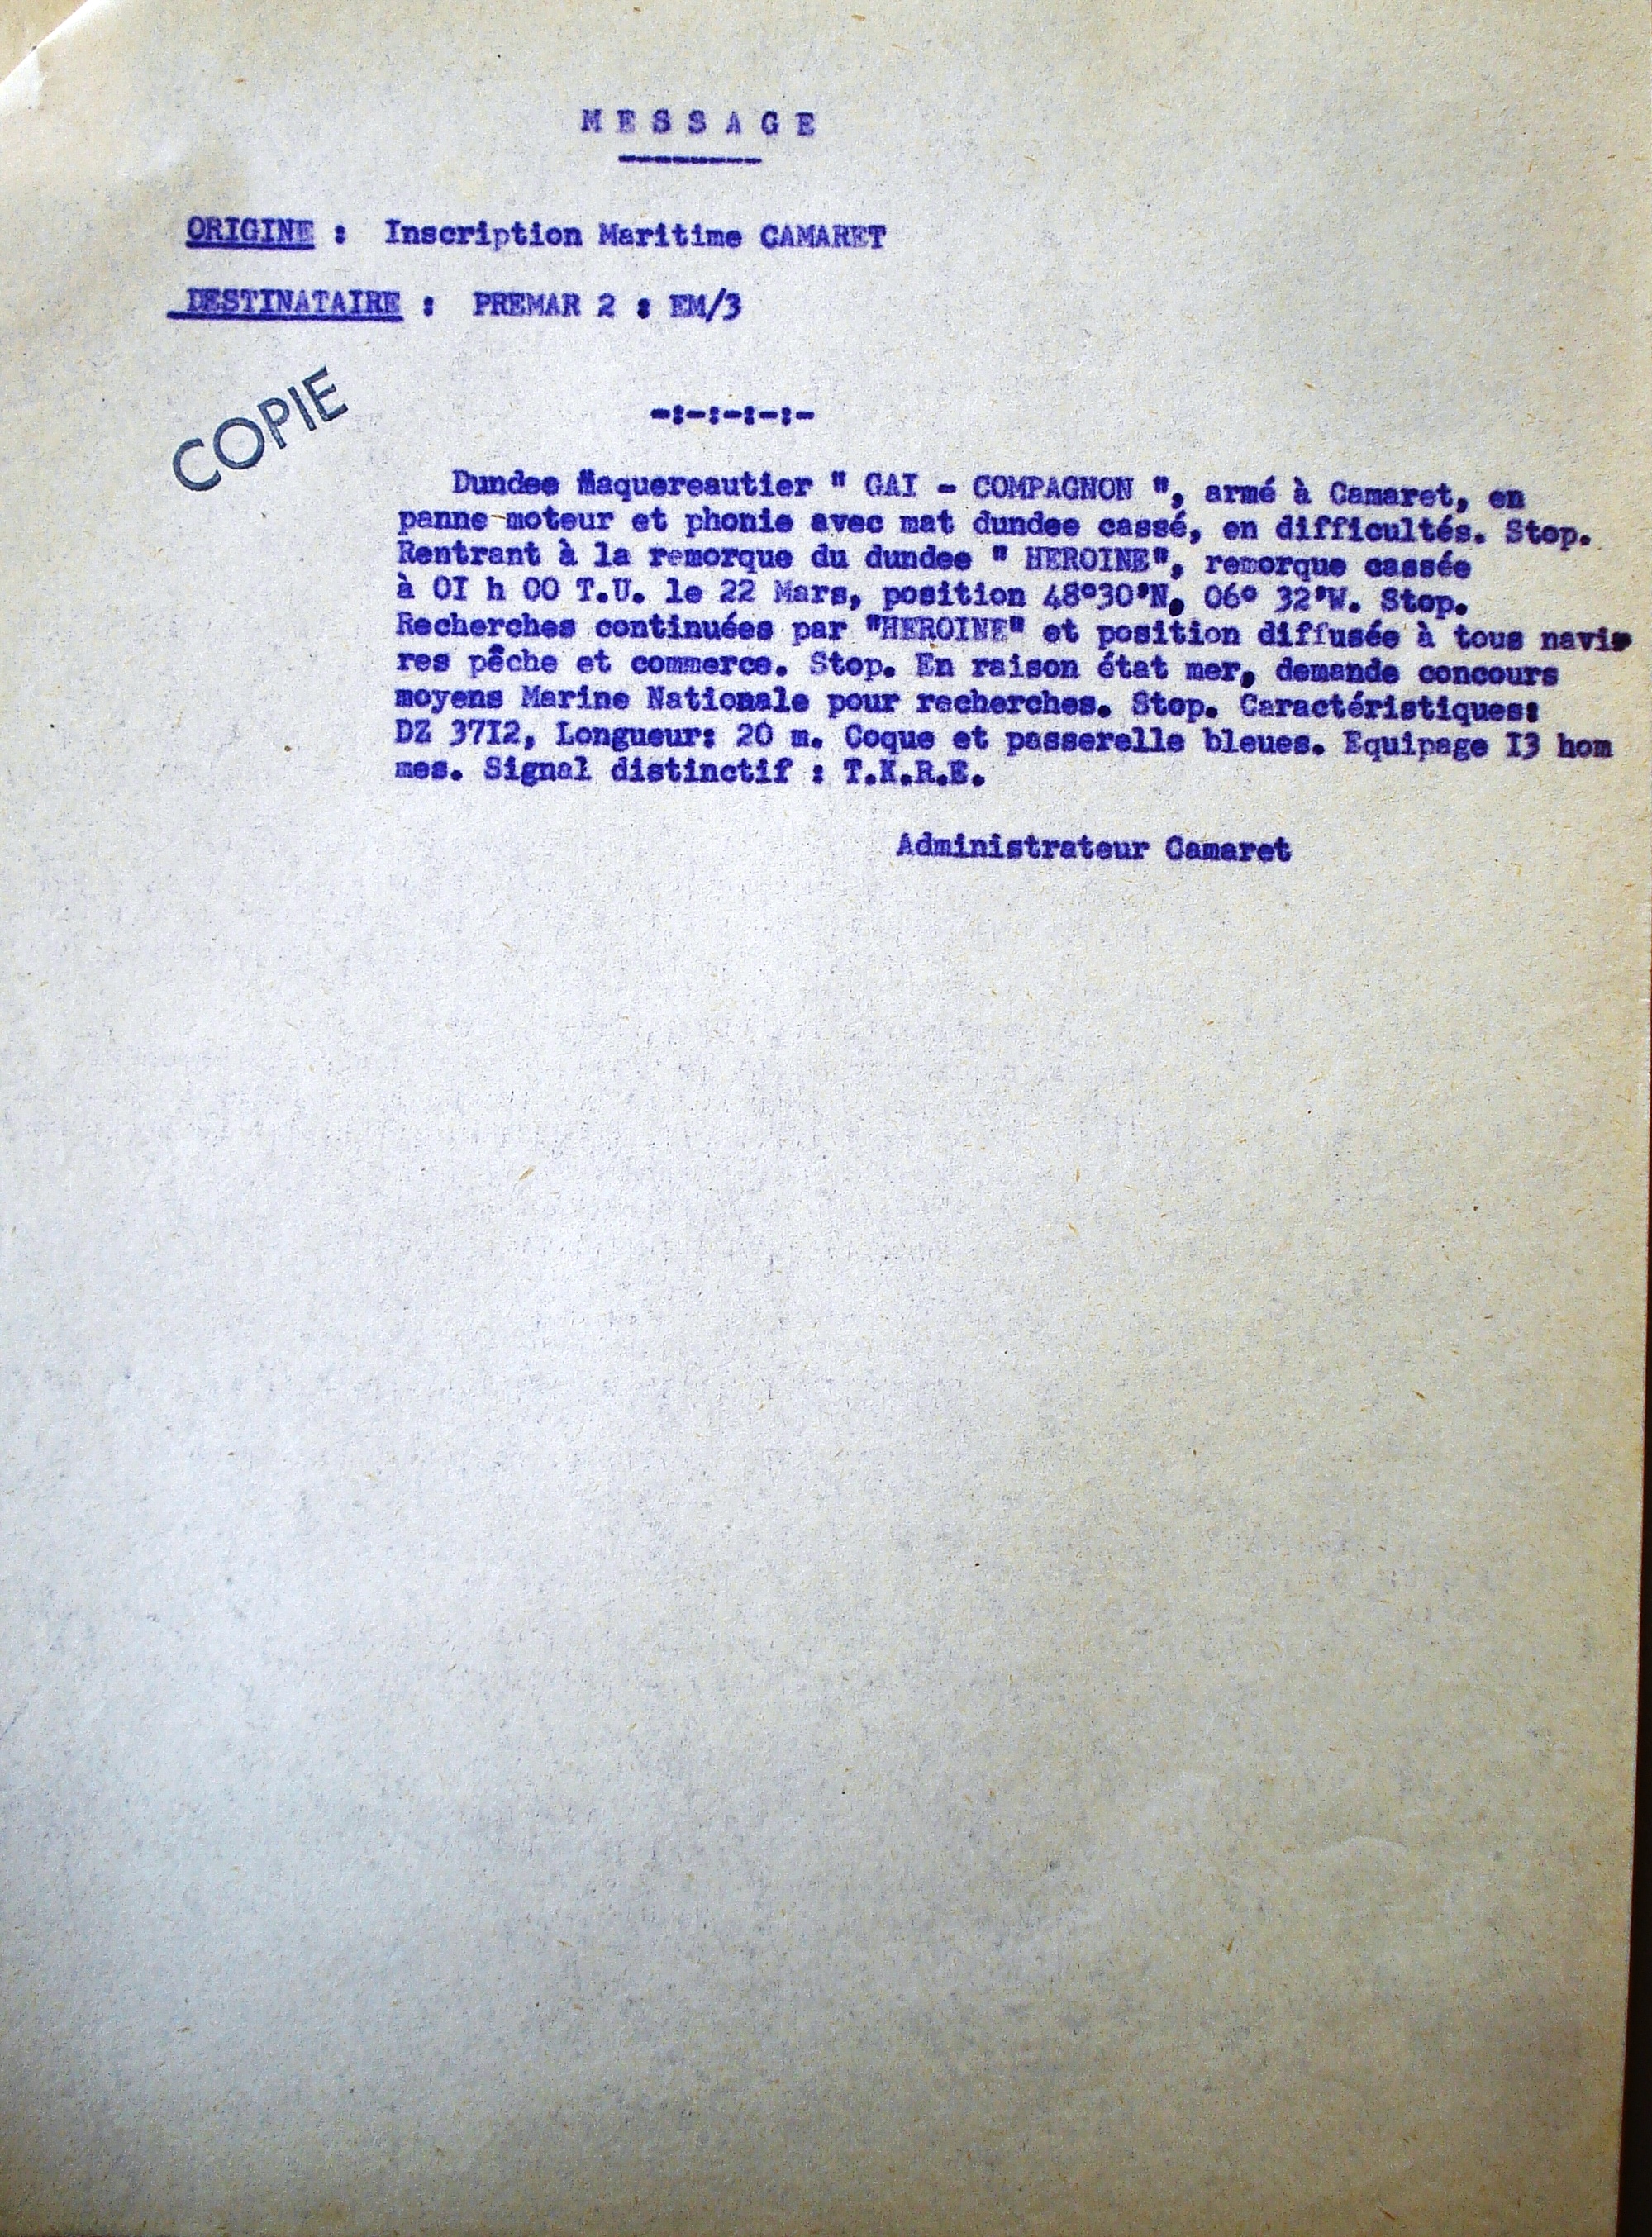 M E S S A G E
ORIGINE : Inscription Maritime CAMARET
DESTINATAIRE : PREMAR 2 : EM/3
COPIE
-:-:-:-:-
Dundee Maquereautier " GAI - COMPAGNON ", armé à Camaret, en
panne moteur et phonie avec mat dundee cassé, en difficultés. Stop.
Rentrant à la remorque du dundee " HEROINE", remorque cassée
à OI h 00 T.U. le 22 Mars, position 48°30'N, 06° 32'W. Stop.
Recherches continuées par "HEROINE" et position diffusée à tous navi-
res pêche et commerce. Stop. En raison état mer, demande concours
moyens Marine Nationale pour recherches. Stop. Caractéristiques:
DZ 37I2, Longueur: 20 m. Coque et passerelle bleues. Equipage I3 hom
mes. Signal distinctif : T.K.R.E.
Administrateur Camaret